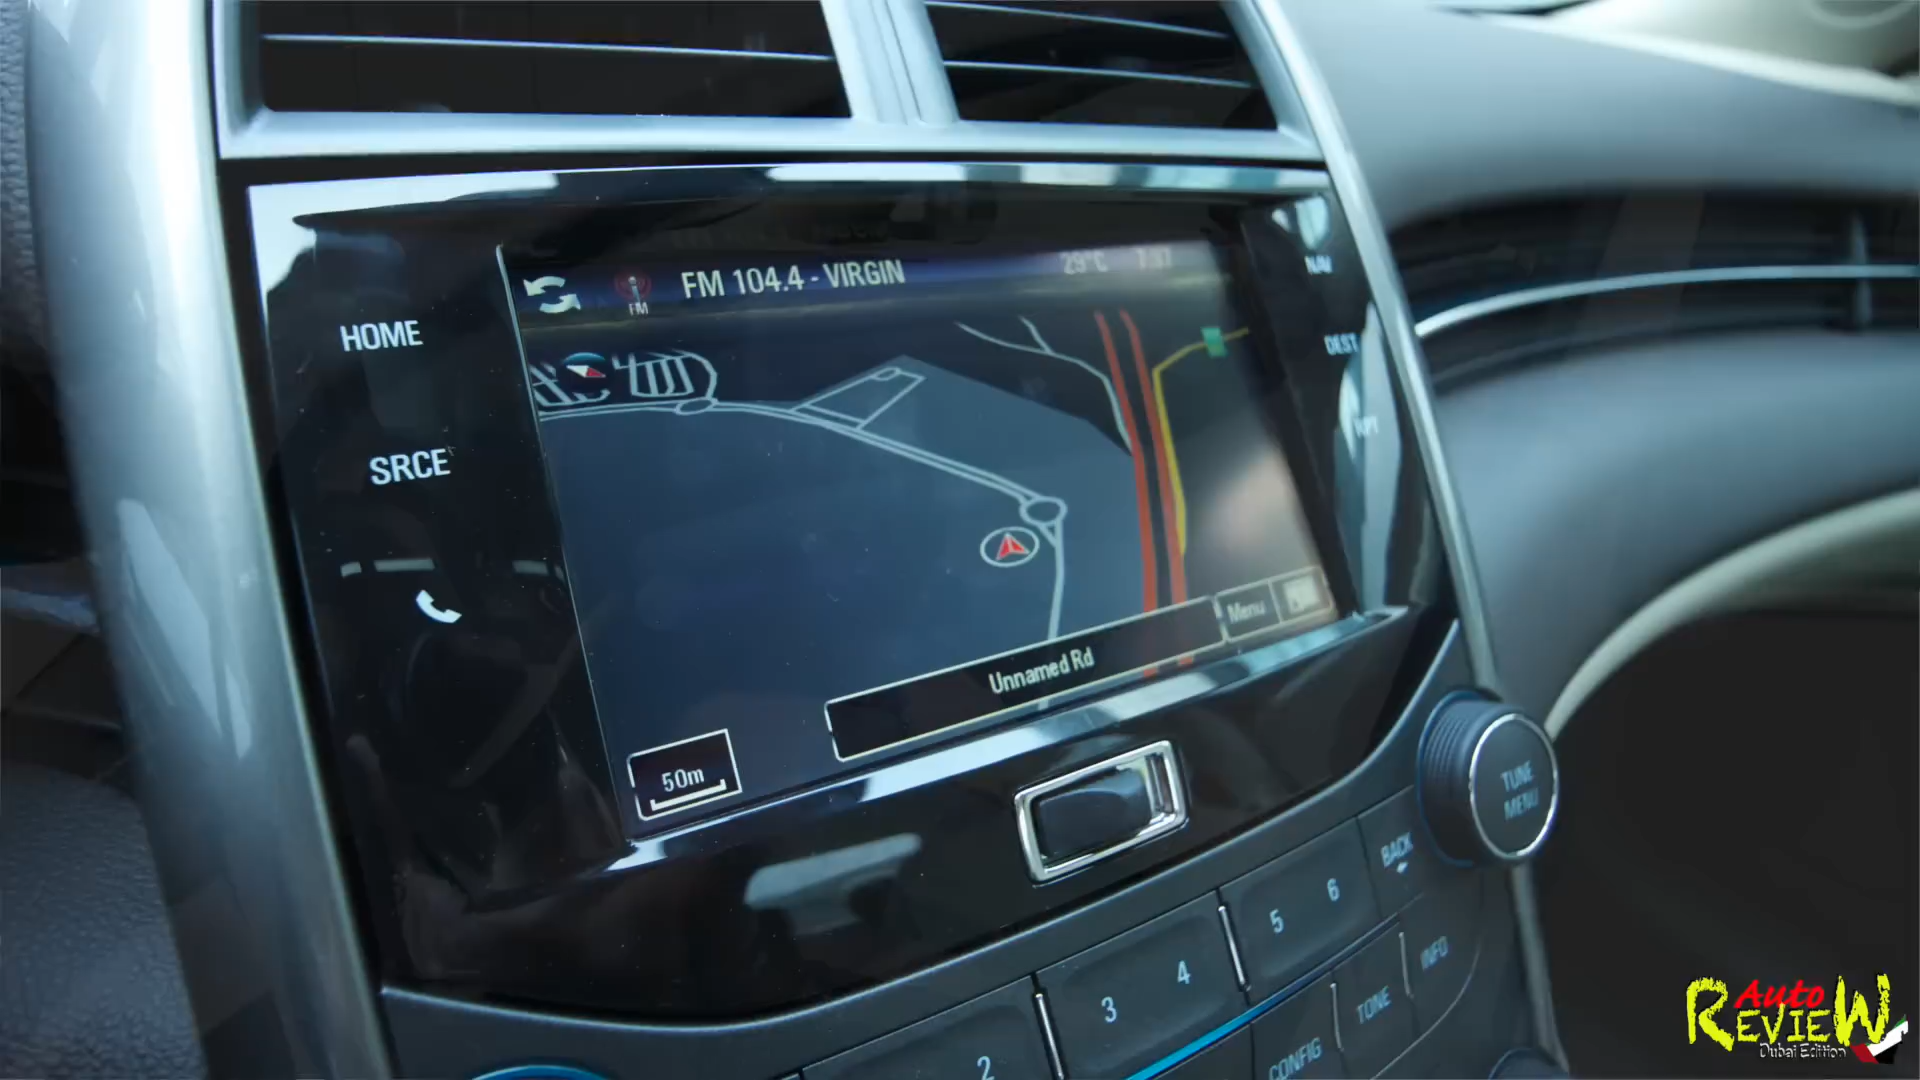 FM 104.4 - VIRGIN
29°C
FM
NAV
HOME
DEST
SRCE
Menu
Unnamed Rd
50m
TUNE
MENU
BACK
6
5
4
3
2
INFO
TONE
CONFIG
Auto
REVIEW
Dubai Edition